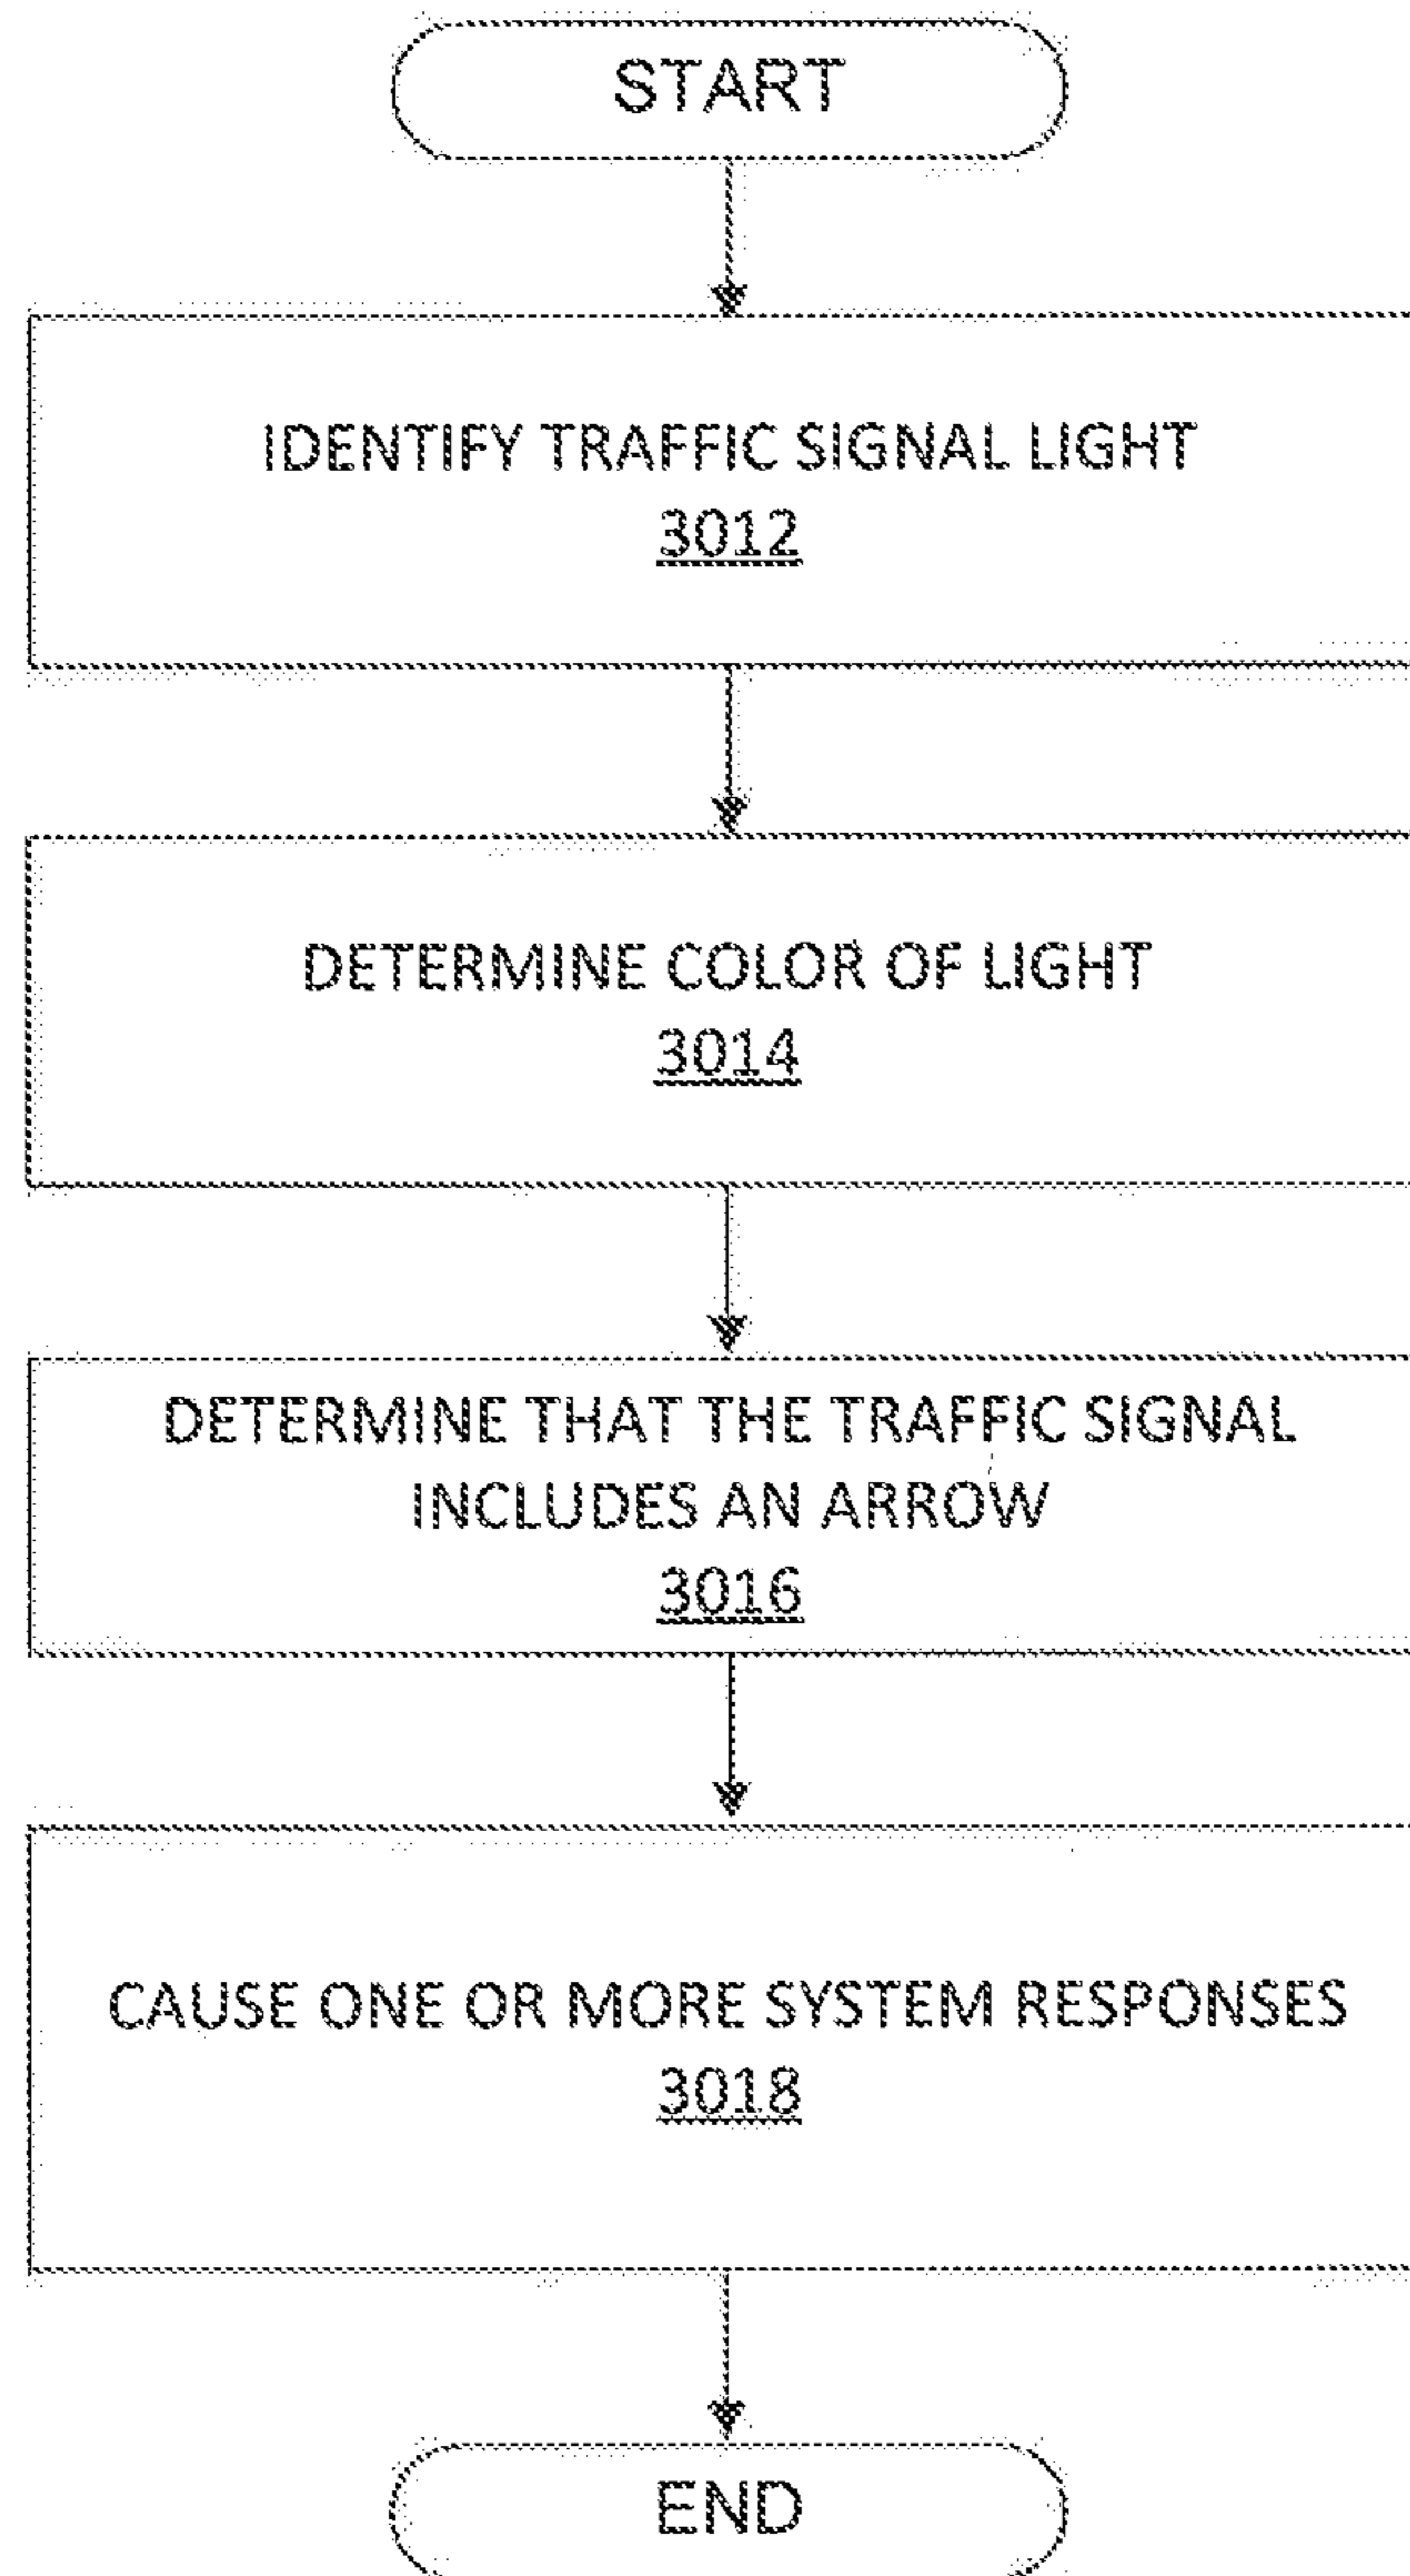 START
IDENTIFY TRAFFIC SIGNAL LIGHT
3012
DETERMINE COLOR OF LIGHT
3014
DETERMINE THAT THE TRAFFIC SIGNAL
INCLUDES AN ARROW
3016
CAUSE ONE OR MORE SYSTEM RESPONSES
3018
END